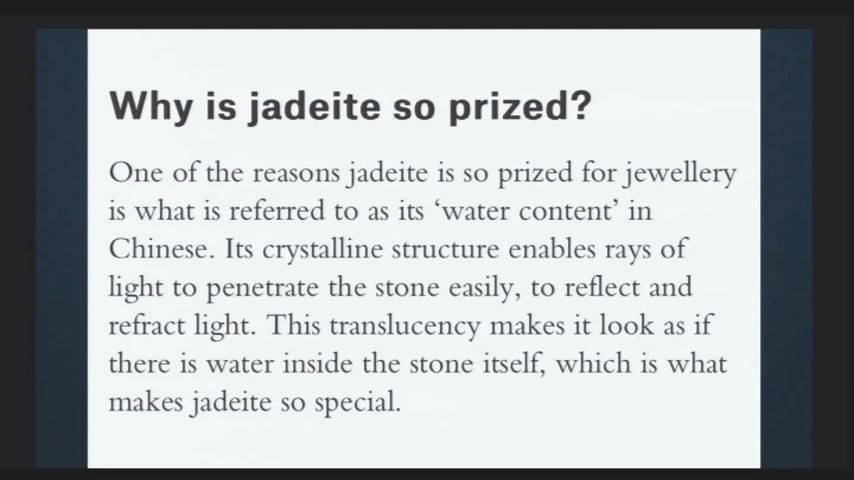 Why is jadeite so prized?
One of the reasons jadeite is so prized for jewellery
is what is referred to as its ‘water content’ in
Chinese. Its crystalline structure enables rays of
light to penetrate the stone easily, to reflect and
refract light. This translucency makes it look as if
there is water inside the stone itself, which is what
makes jadeite so special.